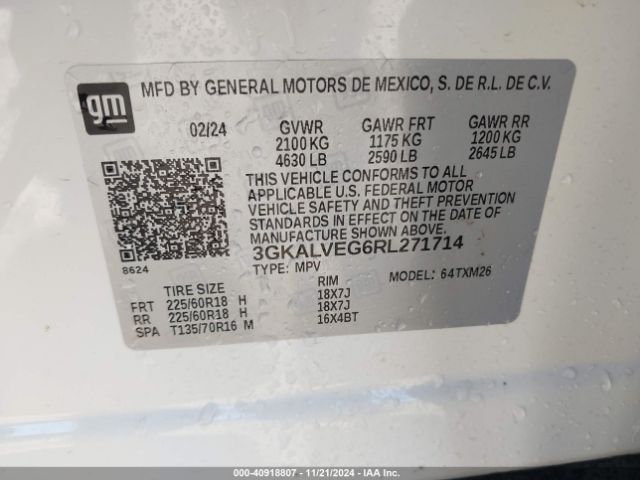 gm
MFD BY GENERAL MOTORS DE MEXICO, S. DE R.L. DE C.V.
02/24 GVWR GAWR FRT GAWR RR
2100 KG 1175 KG 1200 KG
4630 LB 2590 LB 2645 LB
THIS VEHICLE CONFORMS TO ALL
APPLICABLE U.S. FEDERAL MOTOR
VEHICLE SAFETY AND THEFT PREVENTION
STANDARDS IN EFFECT ON THE DATE OF
MANUFACTURE SHOWN ABOVE.
3GKALVEG6RL271714
8624
TYPE: MPV MODEL: 64TXM26
TIRE SIZE RIM
FRT 225/60R18 H 18X7J
RR 225/60R18 H 18X7J
SPA T135/70R16 M 16X4BT
000-40918807 - 11/21/2024 - IAA Inc.